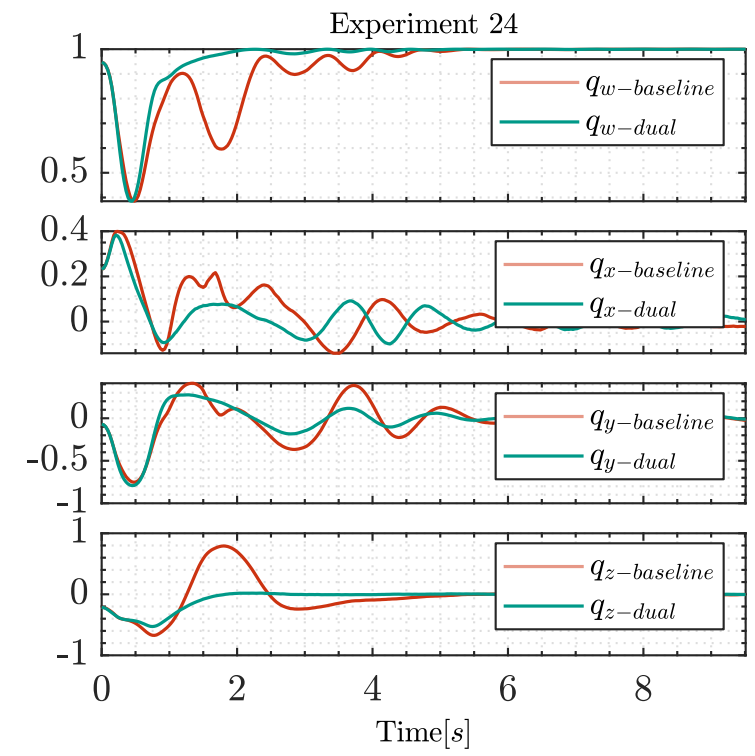 Experiment 24
1
0.5
q_{w-baseline}
q_{w-dual}
0.4
0.2
0
q_{x-baseline}
q_{x-dual}
0
-0.5
-1
q_{y-baseline}
q_{y-dual}
1
0
-1
q_{z-baseline}
q_{z-dual}
0 2 4 6 8
Time[s]